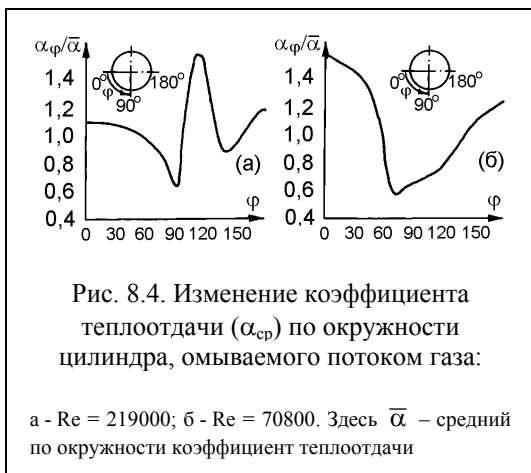 αφ/α̅
αφ/α̅
1,4
1,2
1,0
0,8
0,6
0,4
0°
180°
φ
90°
(а)
0 30 60 90 120 150
φ
1,4
1,2
1,0
0,8
0,6
0,4
0°
180°
φ
90°
(б)
0 30 60 90 120 150
φ
Рис. 8.4. Изменение коэффициента
теплоотдачи (αср) по окружности
цилиндра, омываемого потоком газа:
а - Re = 219000; б - Re = 70800. Здесь α̅ – средний
по окружности коэффициент теплоотдачи